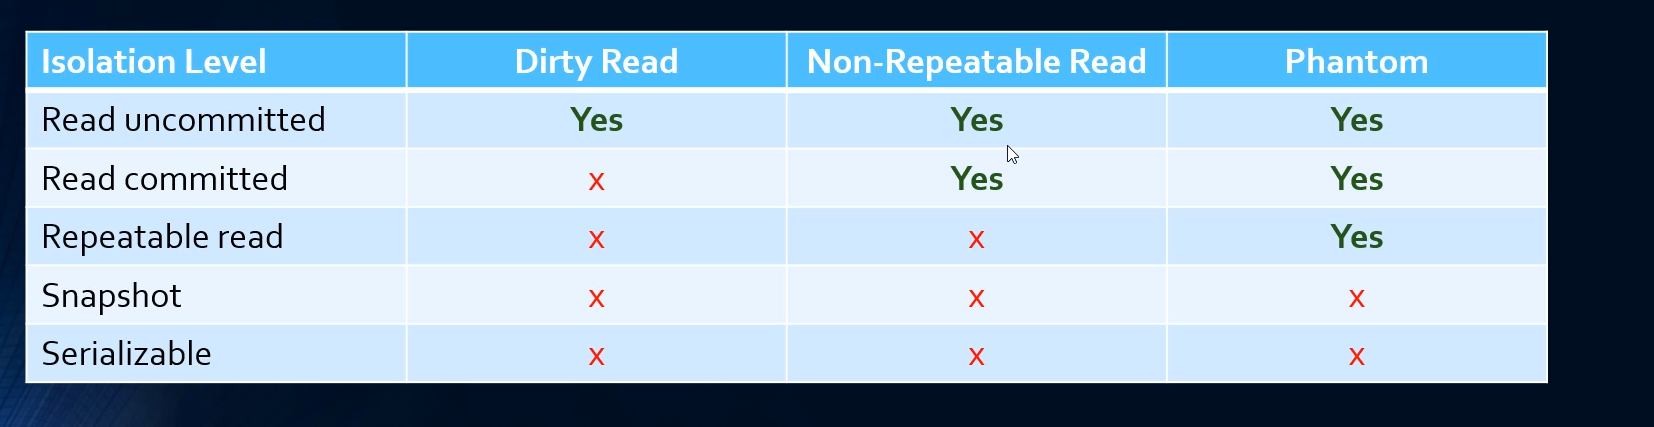 Isolation Level Dirty Read Non-Repeatable Read Phantom
Read uncommitted Yes Yes Yes
Read committed x Yes Yes
Repeatable read x x Yes
Snapshot x x x
Serializable x x x